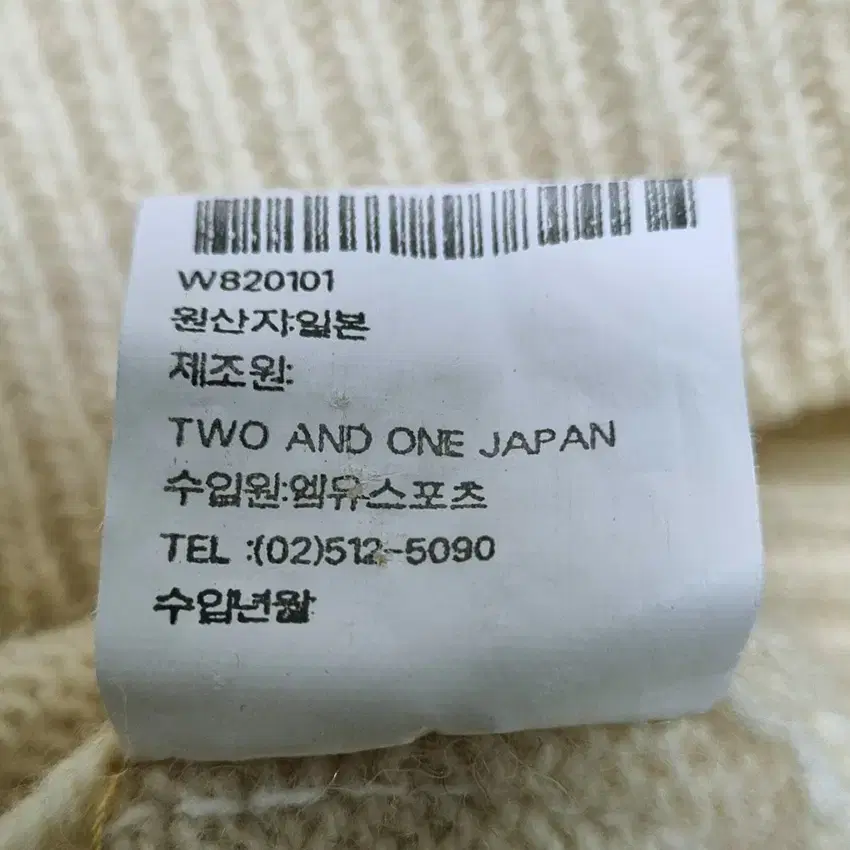 W820101
원산지:일본
제조원:
TWO AND ONE JAPAN
수입원:엠유스포츠
TEL :(02)512-5090
수입년월